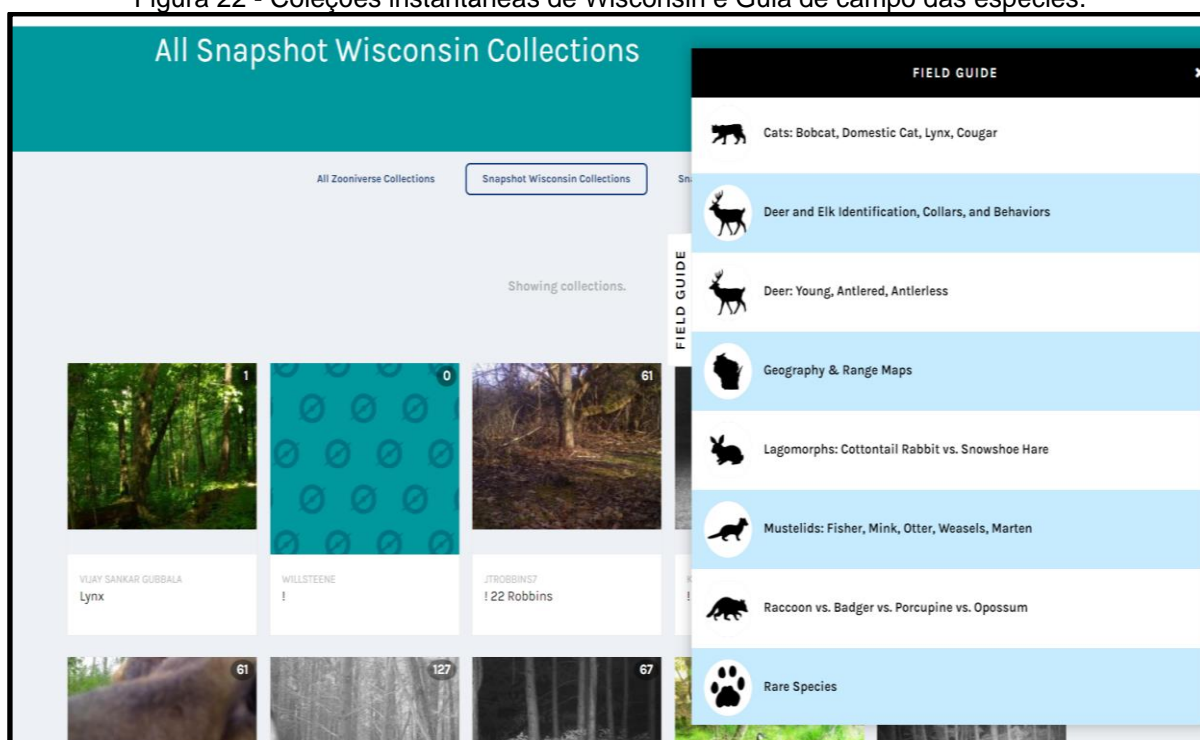 Figura 22 - Coleções instantâneas de Wisconsin e Guia de campo das espécies.
All Snapshot Wisconsin Collections
All Zooniverse Collections
Snapshot Wisconsin Collections
Showing collections.
FIELD GUIDE
FIELD GUIDE
Cats: Bobcat, Domestic Cat, Lynx, Cougar
Deer and Elk Identification, Collars, and Behaviors
Deer: Young, Antlered, Antlerless
Geography & Range Maps
Lagomorphs: Cottontail Rabbit vs. Snowshoe Hare
Mustelids: Fisher, Mink, Otter, Weasels, Marten
Raccoon vs. Badger vs. Porcupine vs. Opossum
Rare Species
1
0
61
VIJAY SANKAR GUBBALA
Lynx
WILLSTEENE
!
JTROBBINS7
! 22 Robbins
!
61
127
67